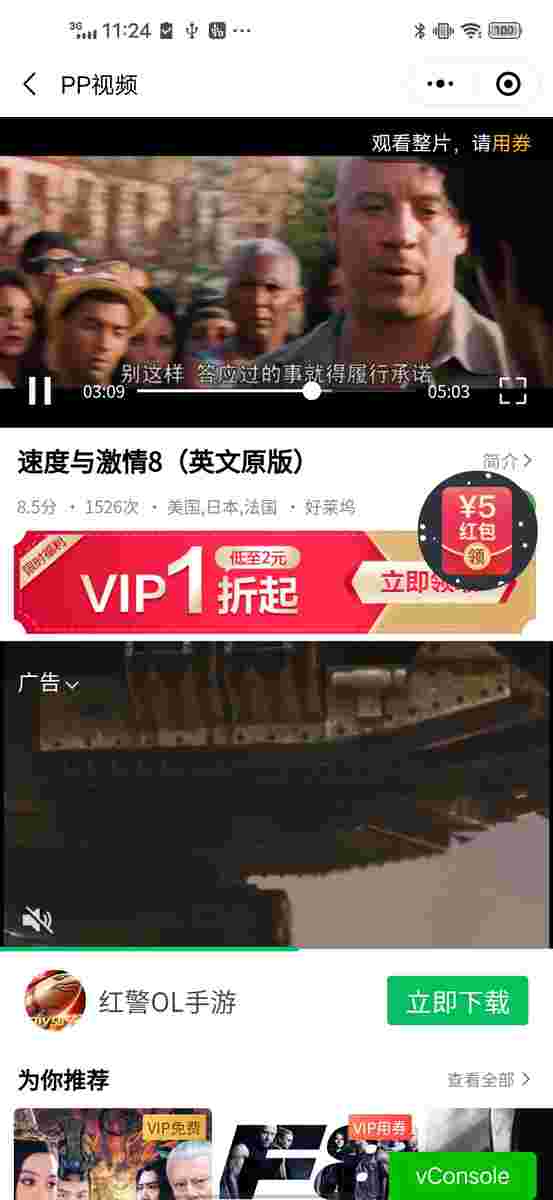 3G 11:24 100
PP视频
观看整片，请用券
别这样 答应过的事就得履行承诺
03:09 05:03
速度与激情8（英文原版）
简介
8.5分 · 1526次 · 美国,日本,法国 · 好莱坞
¥5
红包
领
限时福利
VIP1折起
低至2元
立即领
广告
红警OL手游
立即下载
为你推荐
查看全部
VIP免费
VIP用券
F8
vConsole